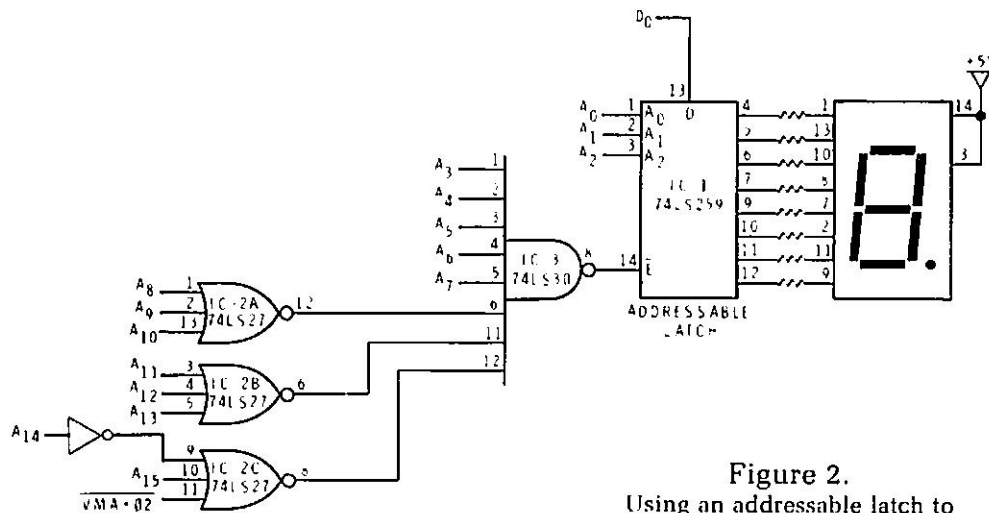 D0
+5
13
A0 1 A0 D 4 1 14
A1 2 A1 5 13
A2 3 A2 6 10 3
IC 1 7 8
74LS259 9 7
10 2
14 E 11 11
12 9
ADDRESSABLE
LATCH
A3 1
A4 2
A5 3
A6 4
A7 5
IC 3 8
74LS30
6
11
12
A8 1
A9 2 IC-2A 12
A10 13 74LS27
A11 3
A12 4 IC 2B 6
A13 5 74LS27
A14
9
A15 10 IC 2C 8
VMA·Ø2 11 74LS27
Figure 2.
Using an addressable latch to